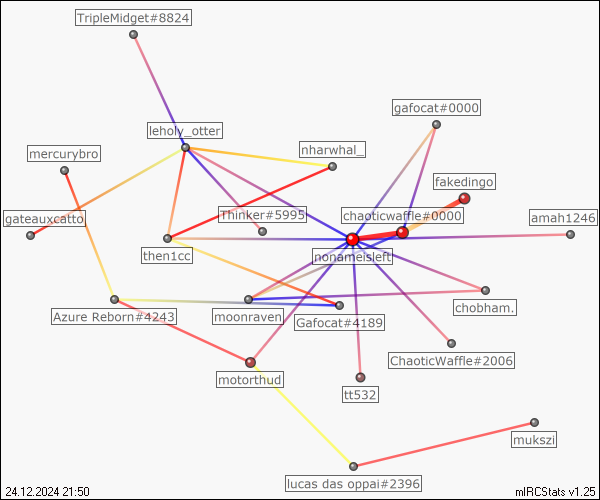 TripleMidget#8824
gafocat#0000
leholy_otter
nharwhal_
mercurybro
fakedingo
gateauxcatto
Thinker#5995
chaoticwaffle#0000
amah1246
then1cc
nonameisleft
Azure Reborn#4243
moonraven
Gafocat#4189
chobham.
ChaoticWaffle#2006
motorthud
tt532
mukszi
lucas das oppai#2396
24.12.2024 21:50
mIRCStats v1.25